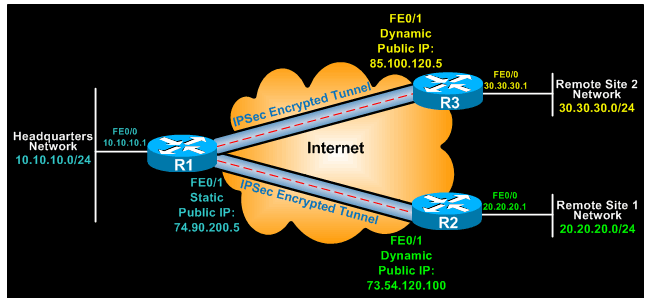 FE0/1
Dynamic
Public IP:
85.100.120.5
FE0/0
30.30.30.1
R3
Remote Site 2
Network
30.30.30.0/24
IPSec Encrypted Tunnel
Headquarters
Network
10.10.10.0/24
FE0/0
10.10.10.1
R1
Internet
FE0/1
Static
Public IP:
74.90.200.5
IPSec Encrypted Tunnel
R2
FE0/0
20.20.20.1
Remote Site 1
Network
20.20.20.0/24
FE0/1
Dynamic
Public IP:
73.54.120.100